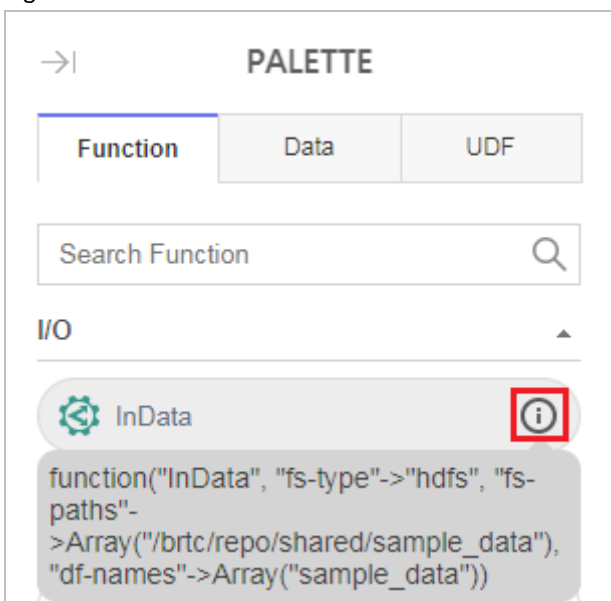 PALETTE
Function
Data
UDF
Search Function
I/O
InData
function("InData", "fs-type"->"hdfs", "fs-
paths"-
>Array("/brtc/repo/shared/sample_data"),
"df-names"->Array("sample_data"))